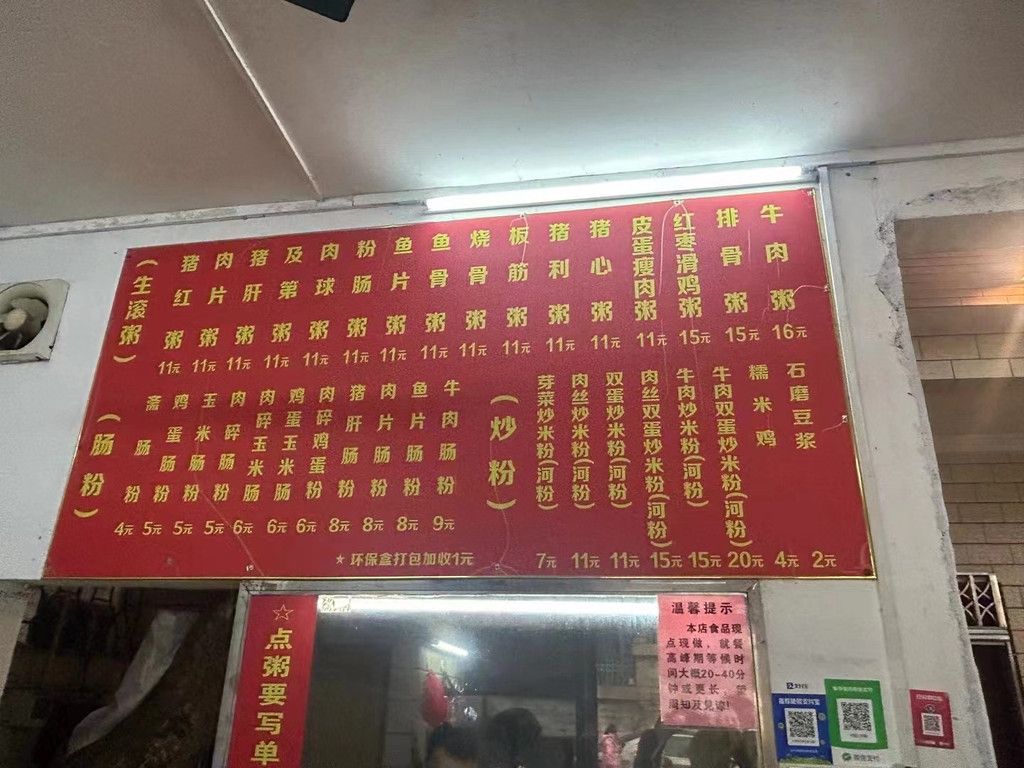 （生滚粥）
猪红粥 11元
肉片粥 11元
猪肝粥 11元
及第粥 11元
肉球粥 11元
粉肠粥 11元
鱼片粥 11元
鱼骨粥 11元
烧骨粥 11元
板筋粥 11元
猪利粥 11元
猪心粥 11元
皮蛋瘦肉粥 11元
红枣滑鸡粥 15元
排骨粥 15元
牛肉粥 16元
（肠粉）
斋肠粉 4元
鸡蛋肠粉 5元
玉米肠粉 5元
肉碎肠粉 5元
肉碎玉米肠 6元
鸡蛋玉米肠 6元
肉碎鸡蛋粉 6元
猪肝肠粉 8元
肉片肠粉 8元
鱼片肠粉 8元
牛肉肠粉 9元
（炒粉）
芽菜炒米粉(河粉) 7元
肉丝炒米粉(河粉) 11元
双蛋炒米粉(河粉) 11元
肉丝双蛋炒米粉(河粉) 15元
牛肉炒米粉(河粉) 15元
牛肉双蛋炒米粉(河粉) 20元
糯米鸡 4元
石磨豆浆 2元
★环保盒打包加收1元
☆点粥要写单
温馨提示
本店食品现
点现做，就餐
高峰期等候时
间大概20-40分
钟或更长，望
周知及见谅!